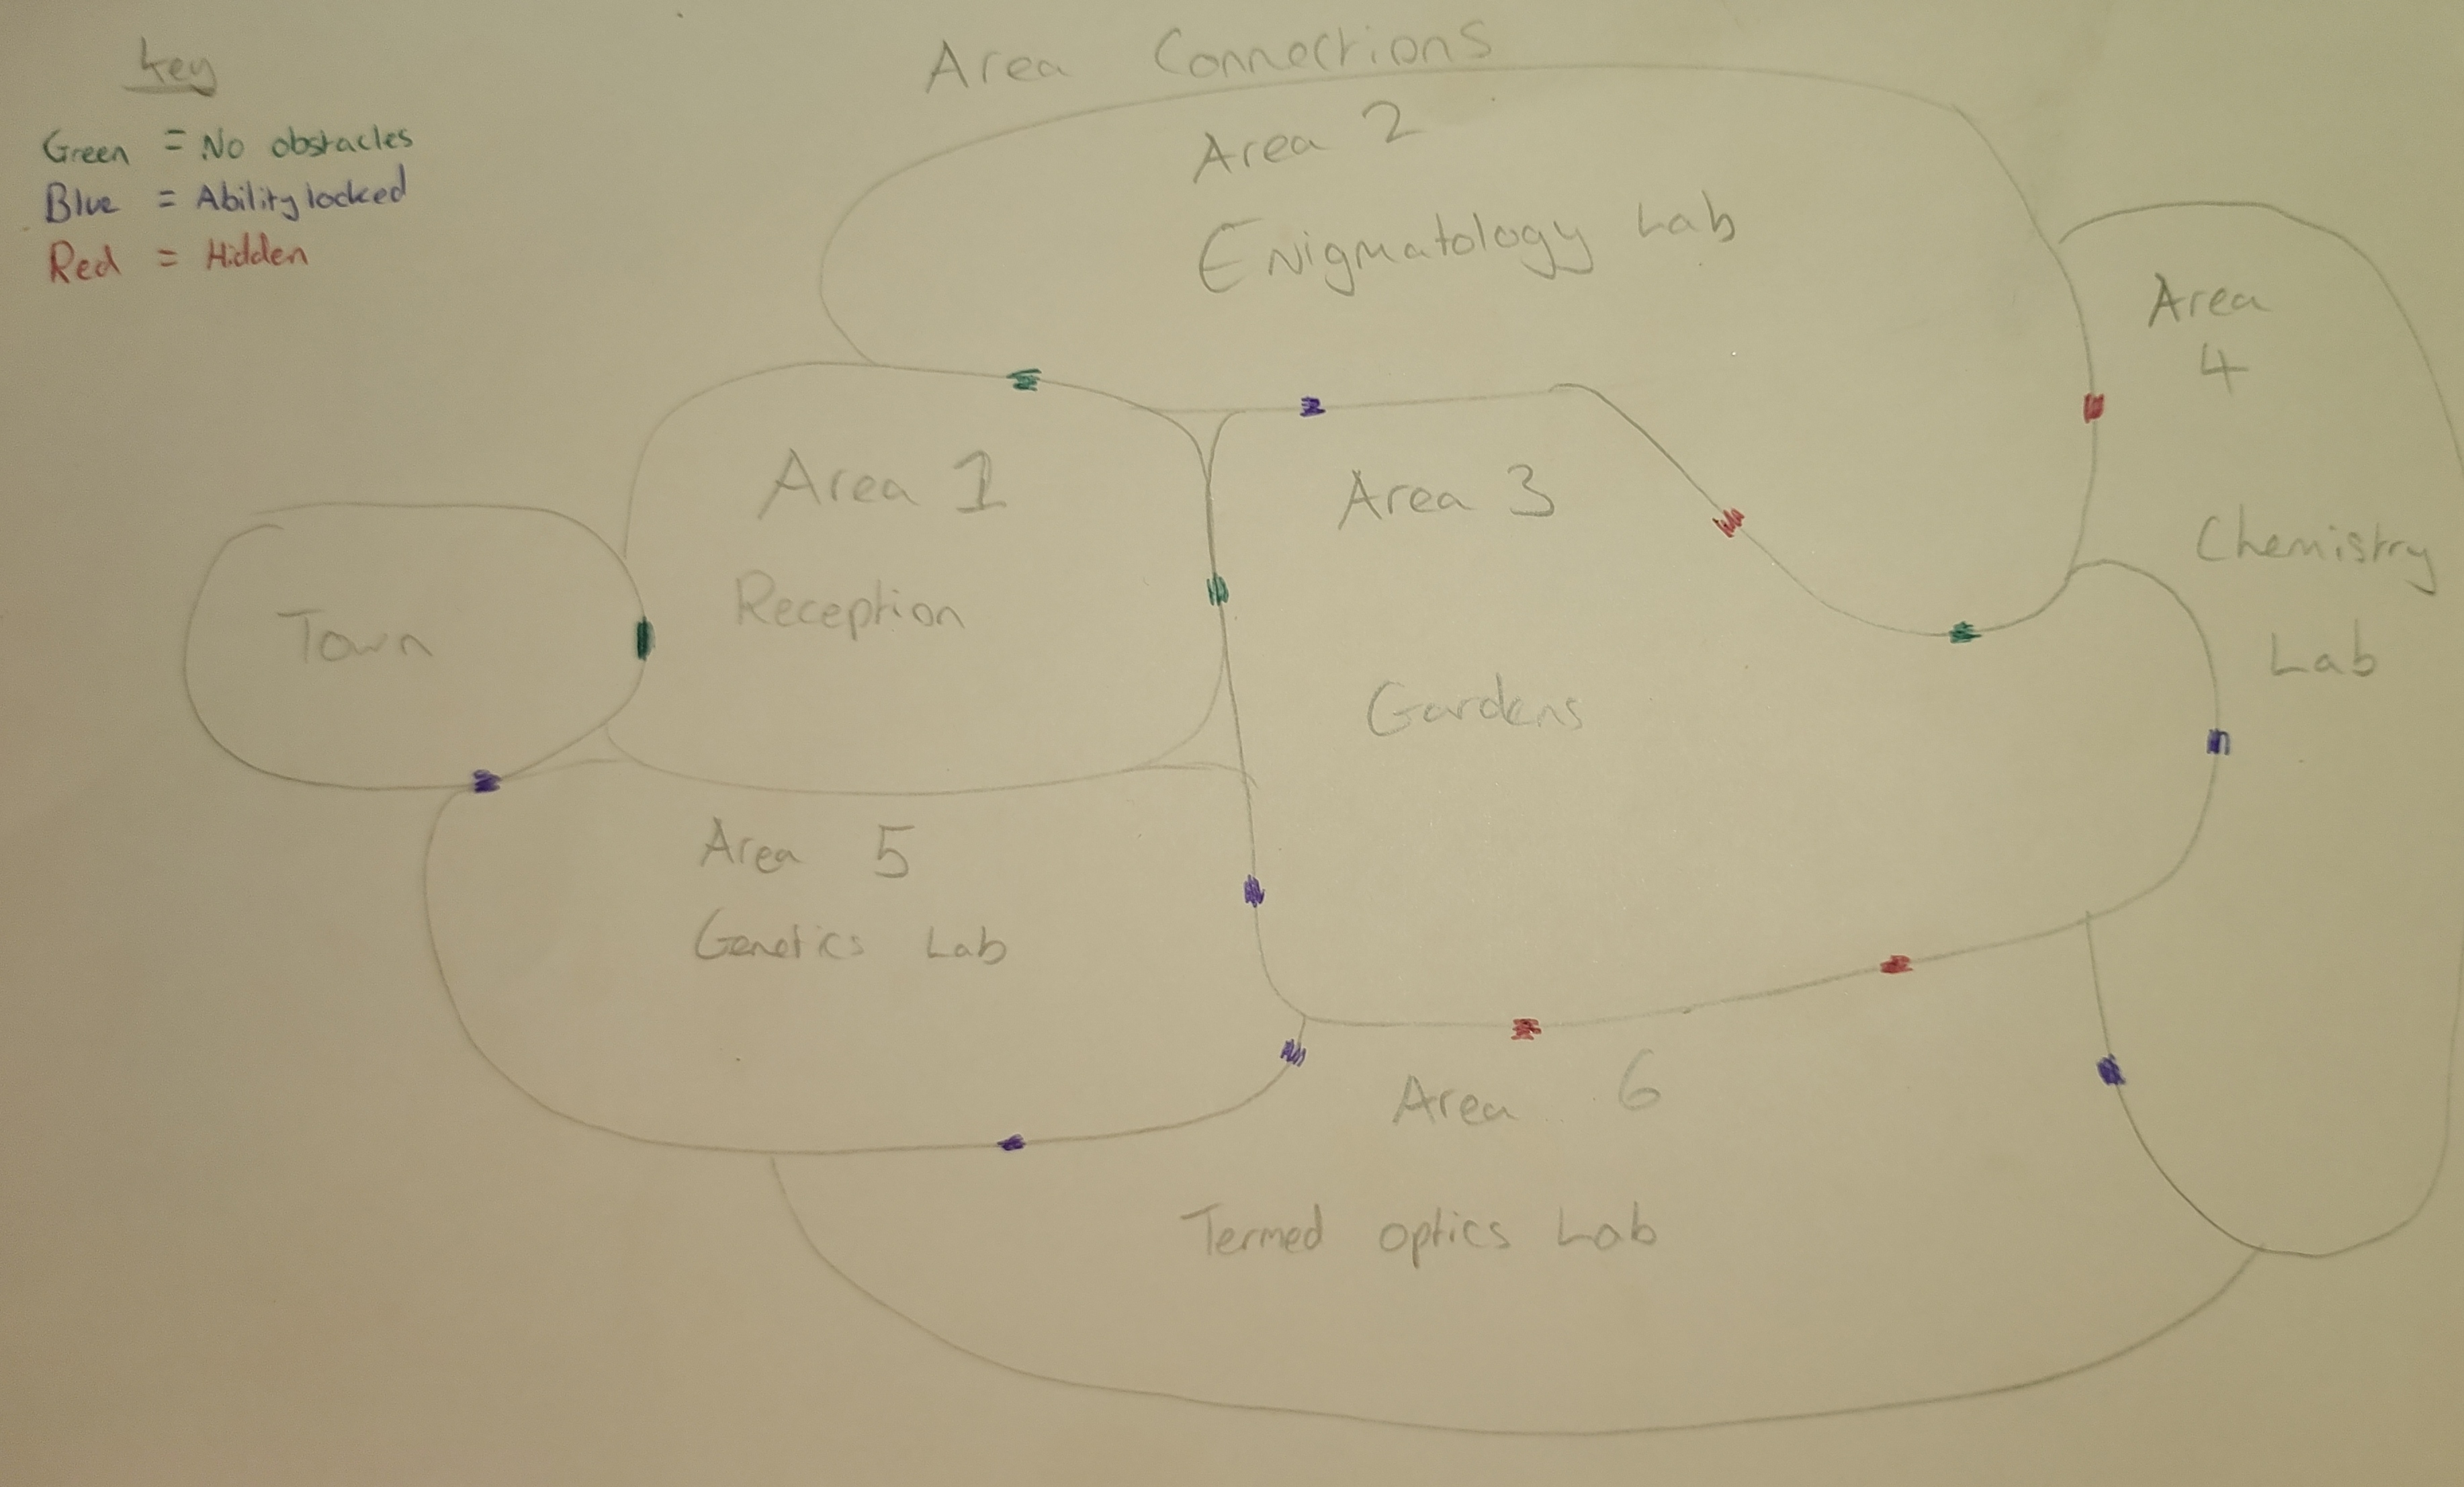 Area Connections
Key
Green = No obstacles
Blue = Ability locked
Red = Hidden
Area 2
Enigmatology Lab
Area
4
Chemistry
Lab
Area 1
Reception
Area 3
Gardens
Town
Area 5
Genetics Lab
Area 6
Termed optics Lab